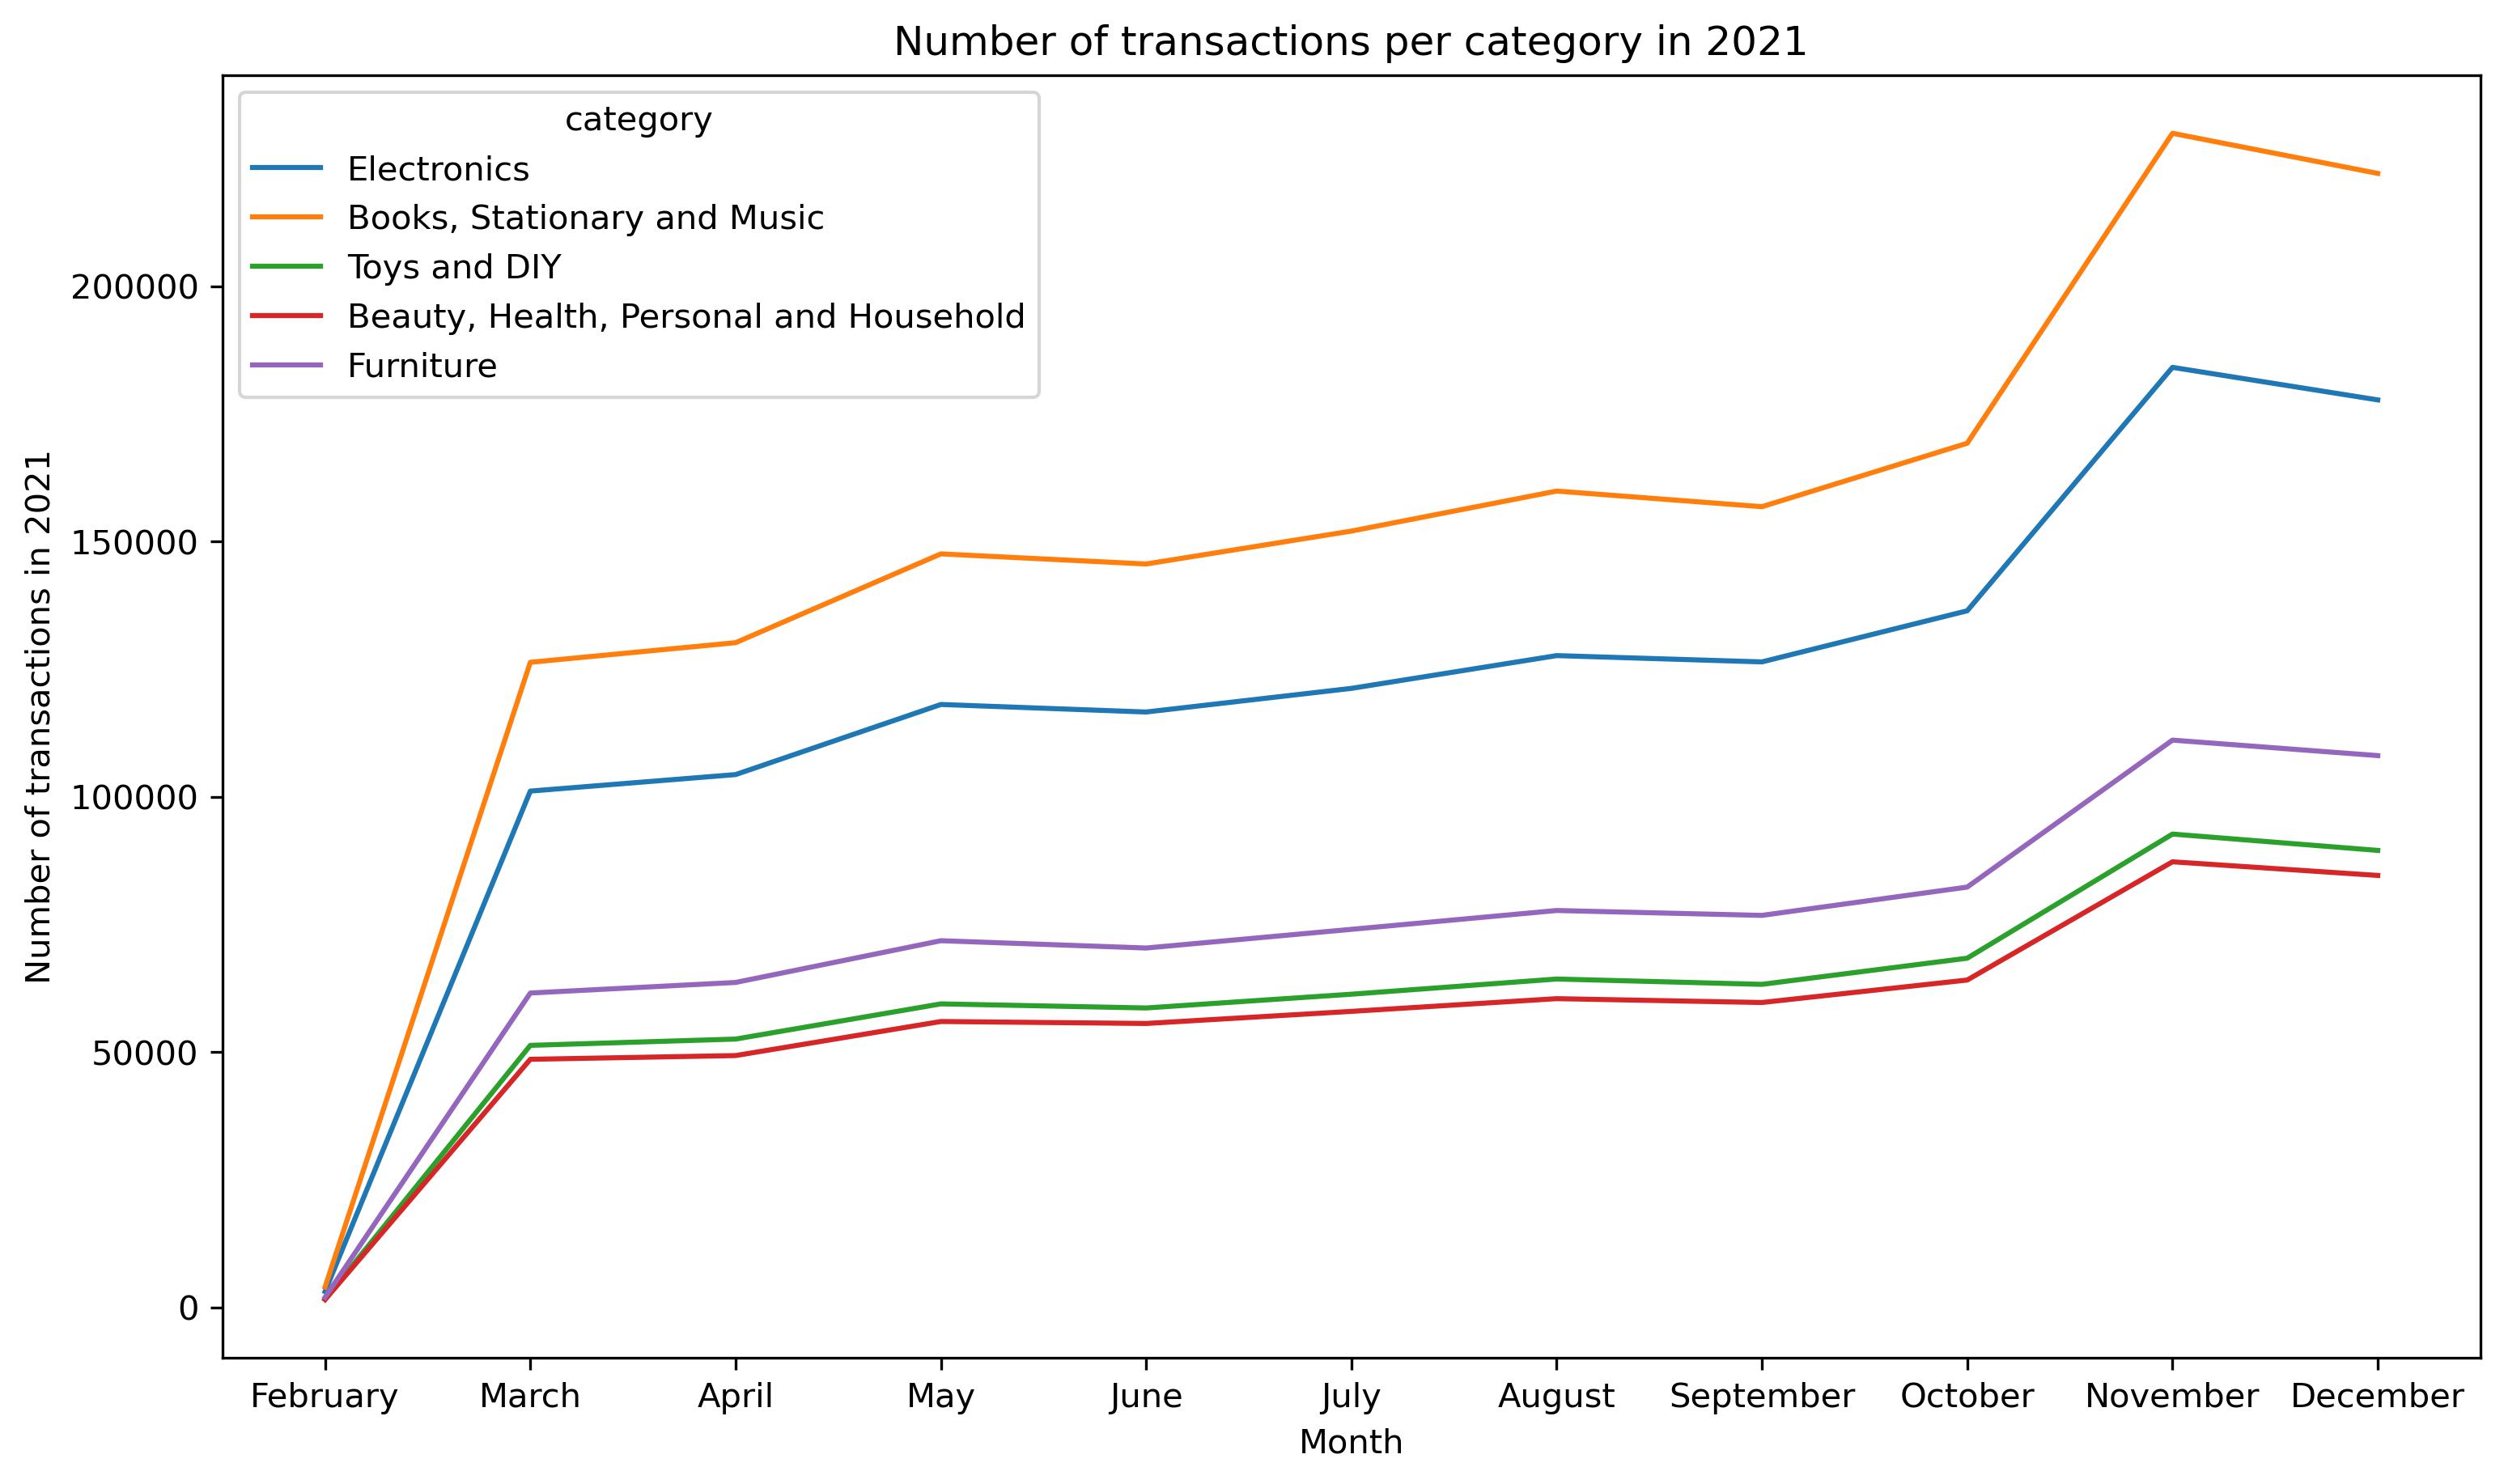 Number of transactions per category in 2021
category
Electronics
Books, Stationary and Music
Toys and DIY
Beauty, Health, Personal and Household
Furniture
Number of transactions in 2021
200000
150000
100000
50000
0
February March April May June July August September October November December
Month